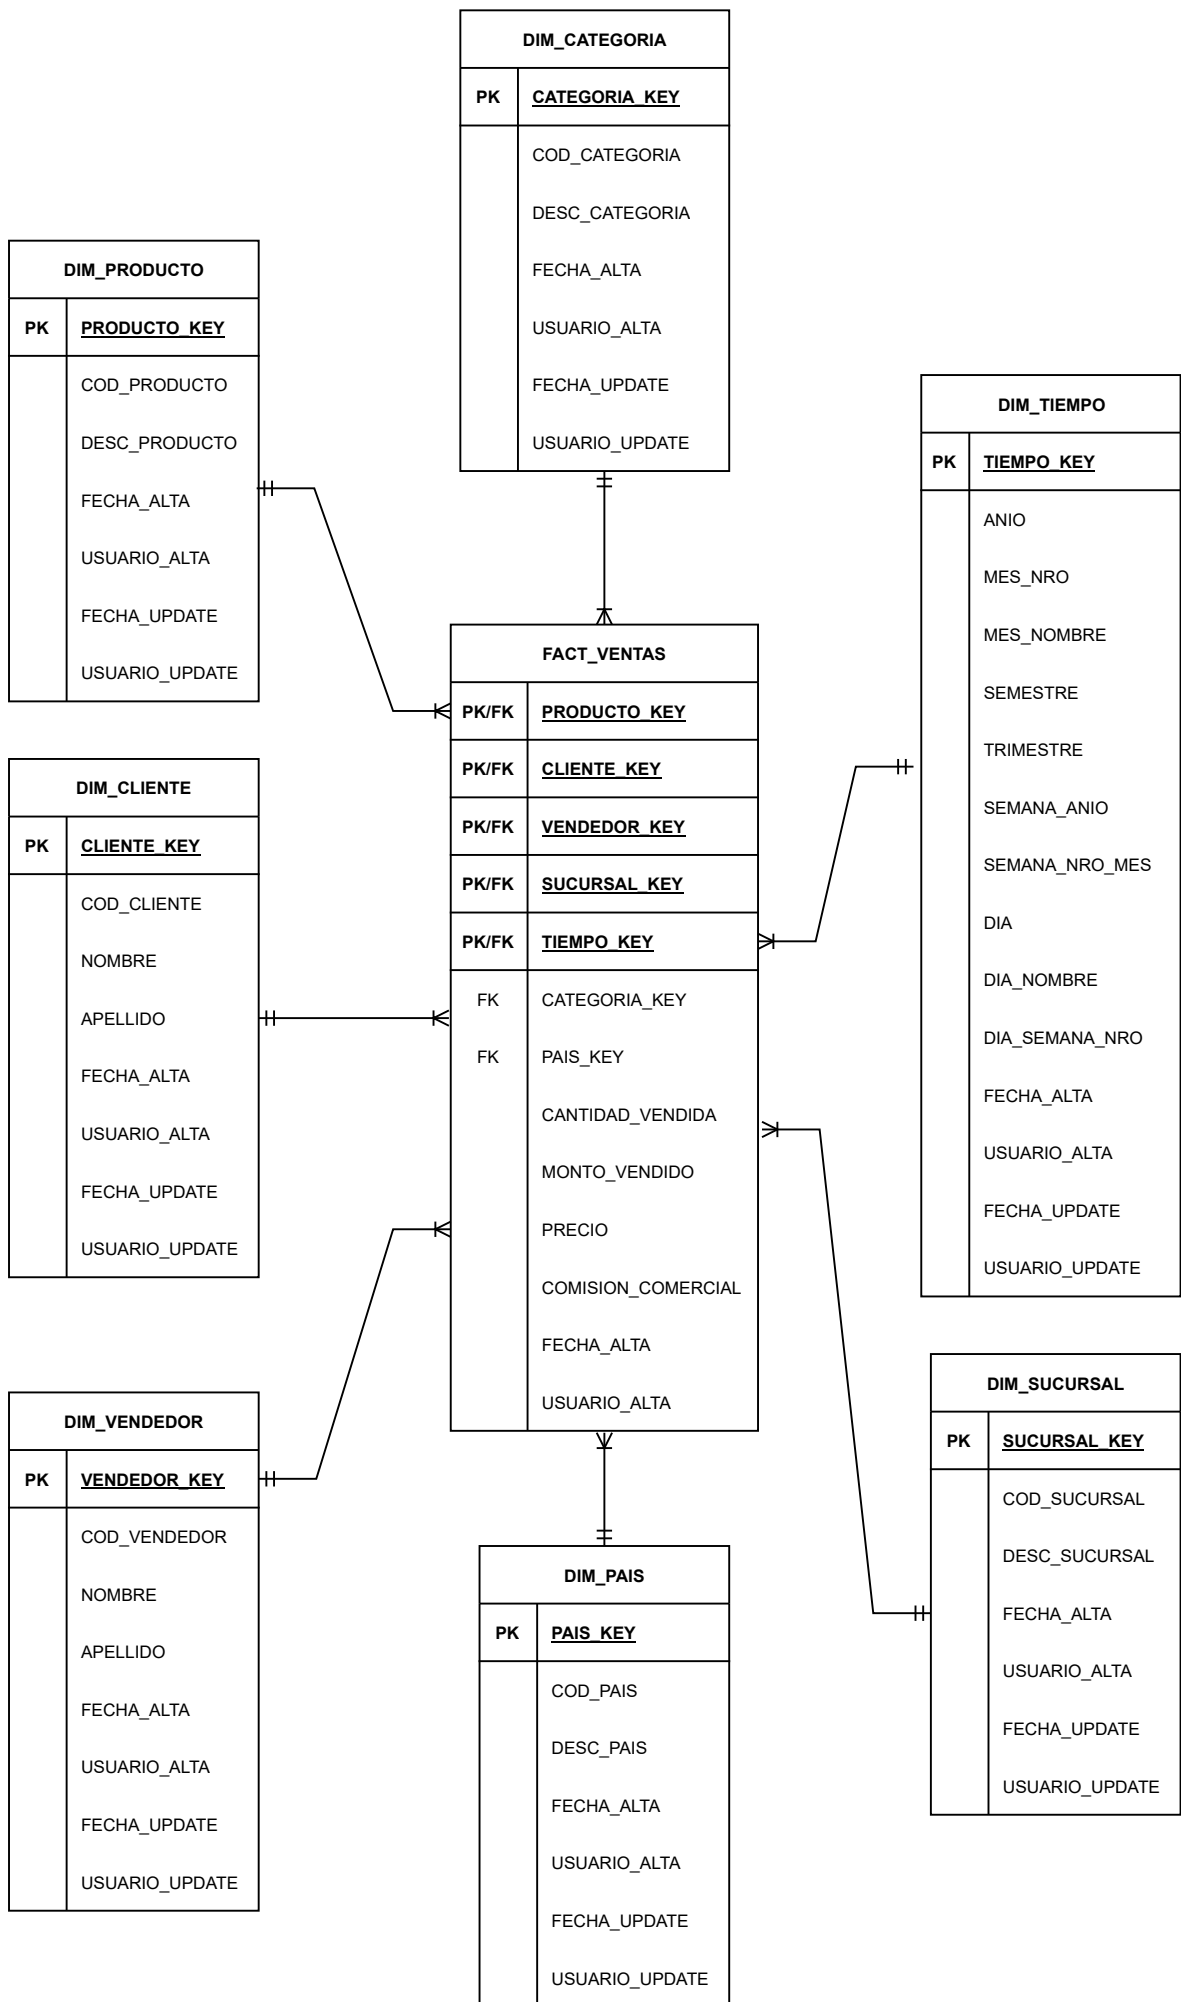 DIM_CATEGORIA
PK CATEGORIA_KEY
COD_CATEGORIA
DESC_CATEGORIA
FECHA_ALTA
USUARIO_ALTA
FECHA_UPDATE
USUARIO_UPDATE
DIM_PRODUCTO
PK PRODUCTO_KEY
COD_PRODUCTO
DESC_PRODUCTO
FECHA_ALTA
USUARIO_ALTA
FECHA_UPDATE
USUARIO_UPDATE
DIM_TIEMPO
PK TIEMPO_KEY
ANIO
MES_NRO
MES_NOMBRE
SEMESTRE
TRIMESTRE
SEMANA_ANIO
SEMANA_NRO_MES
DIA
DIA_NOMBRE
DIA_SEMANA_NRO
FECHA_ALTA
USUARIO_ALTA
FECHA_UPDATE
USUARIO_UPDATE
FACT_VENTAS
PK/FK PRODUCTO_KEY
PK/FK CLIENTE_KEY
PK/FK VENDEDOR_KEY
PK/FK SUCURSAL_KEY
PK/FK TIEMPO_KEY
FK CATEGORIA_KEY
FK PAIS_KEY
CANTIDAD_VENDIDA
MONTO_VENDIDO
PRECIO
COMISION_COMERCIAL
FECHA_ALTA
USUARIO_ALTA
DIM_CLIENTE
PK CLIENTE_KEY
COD_CLIENTE
NOMBRE
APELLIDO
FECHA_ALTA
USUARIO_ALTA
FECHA_UPDATE
USUARIO_UPDATE
DIM_VENDEDOR
PK VENDEDOR_KEY
COD_VENDEDOR
NOMBRE
APELLIDO
FECHA_ALTA
USUARIO_ALTA
FECHA_UPDATE
USUARIO_UPDATE
DIM_PAIS
PK PAIS_KEY
COD_PAIS
DESC_PAIS
FECHA_ALTA
USUARIO_ALTA
FECHA_UPDATE
USUARIO_UPDATE
DIM_SUCURSAL
PK SUCURSAL_KEY
COD_SUCURSAL
DESC_SUCURSAL
FECHA_ALTA
USUARIO_ALTA
FECHA_UPDATE
USUARIO_UPDATE